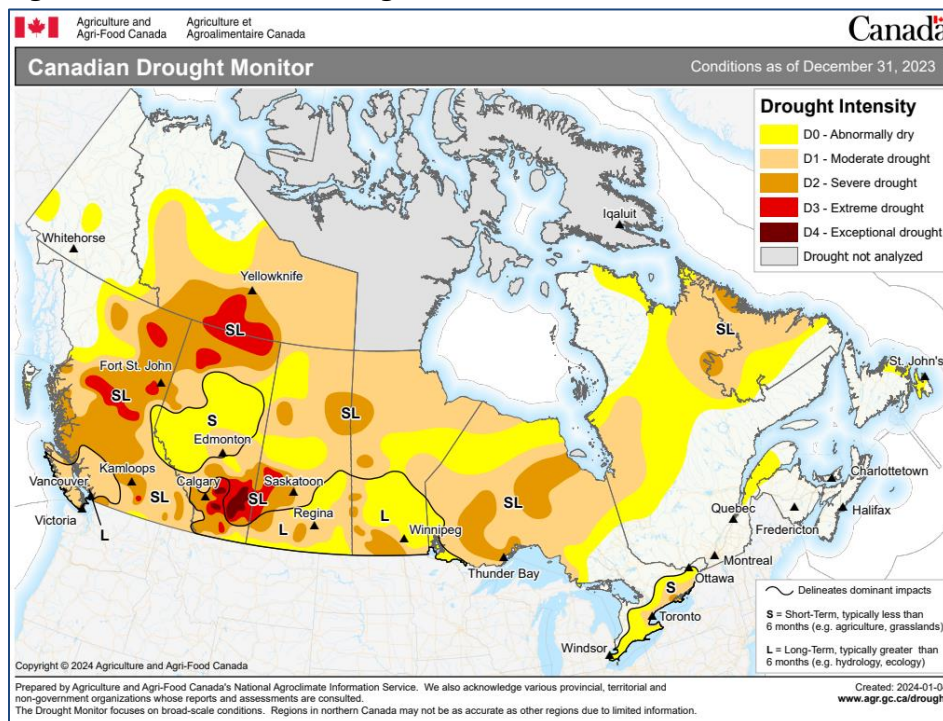 Agriculture and
Agri-Food Canada
Agriculture et
Agroalimentaire Canada
Canada
Canadian Drought Monitor
Conditions as of December 31, 2023
Drought Intensity
D0 - Abnormally dry
D1 - Moderate drought
D2 - Severe drought
D3 - Extreme drought
D4 - Exceptional drought
Drought not analyzed
Iqaluit
Whitehorse
Yellowknife
SL
SL
St. John's
Fort St. John
SL
SL
S
Edmonton
Kamloops
Vancouver
Calgary
Saskatoon
SL
SL
SL
Charlottetown
Victoria
L
Regina
L
L
Winnipeg
Quebec
Halifax
Fredericton
Thunder Bay
Montreal
Ottawa
S
Toronto
Windsor
Delineates dominant impacts
S = Short-Term, typically less than
6 months (e.g. agriculture, grasslands)
L = Long-Term, typically greater than
6 months (e.g. hydrology, ecology)
Copyright © 2024 Agriculture and Agri-Food Canada
Prepared by Agriculture and Agri-Food Canada's National Agroclimate Information Service. We also acknowledge various provincial, territorial and
non-government organizations whose reports and assessments are consulted.
The Drought Monitor focuses on broad-scale conditions. Regions in northern Canada may not be as accurate as other regions due to limited information.
Created: 2024-01-0
www.agr.gc.ca/drough